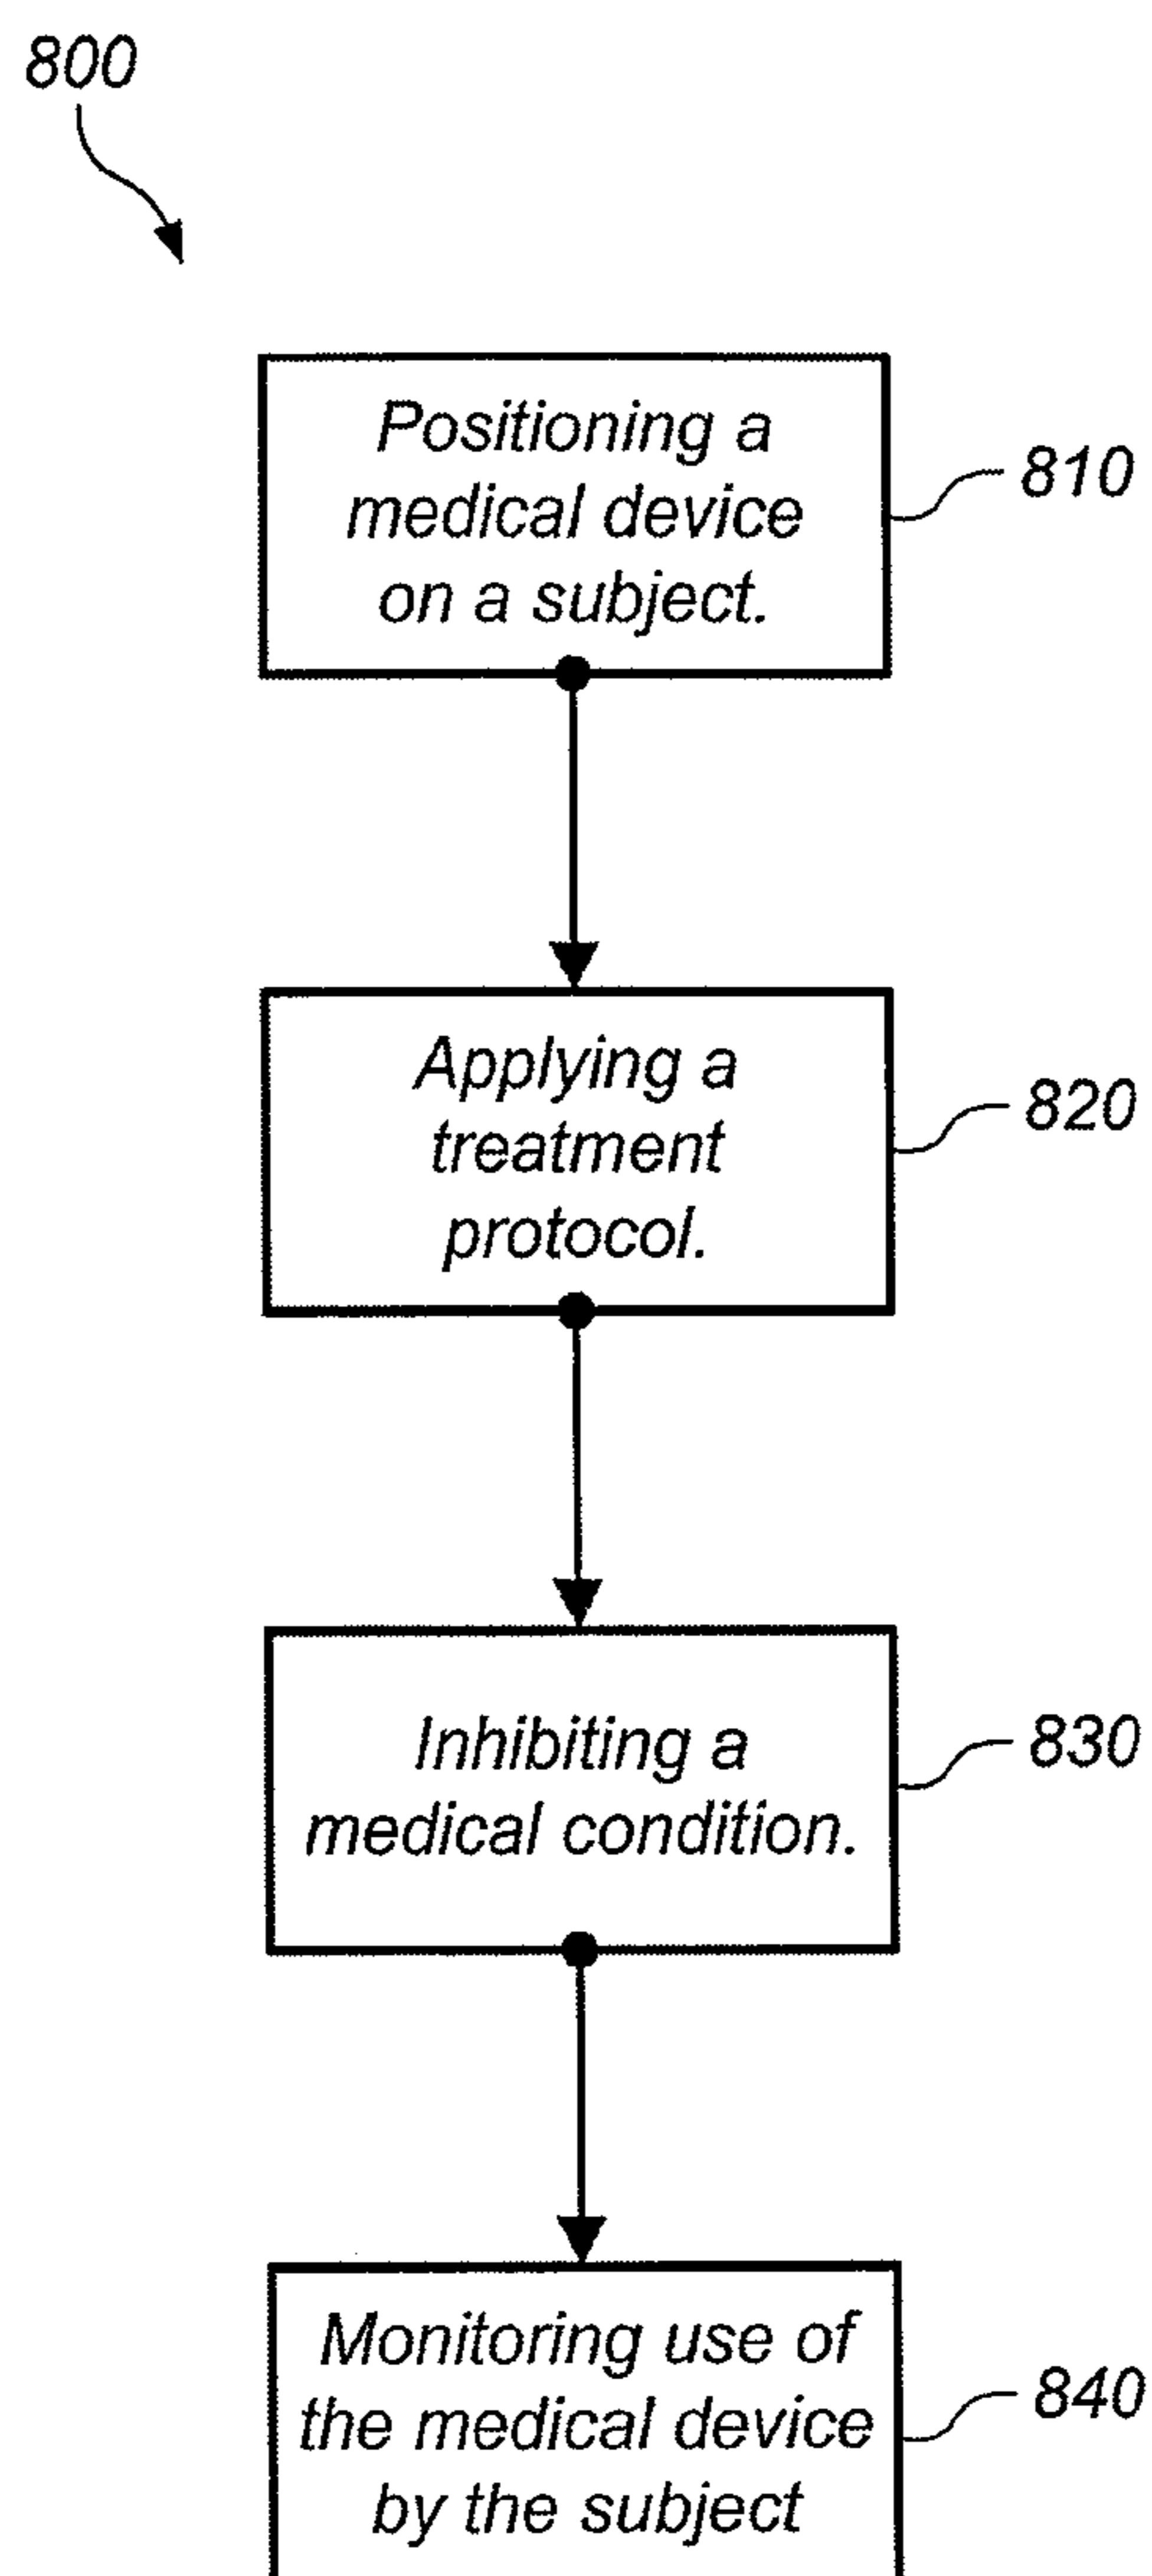 800
Positioning a
medical device
on a subject.
810
Applying a
treatment
protocol.
820
Inhibiting a
medical condition.
830
Monitoring use of
the medical device
by the subject
840